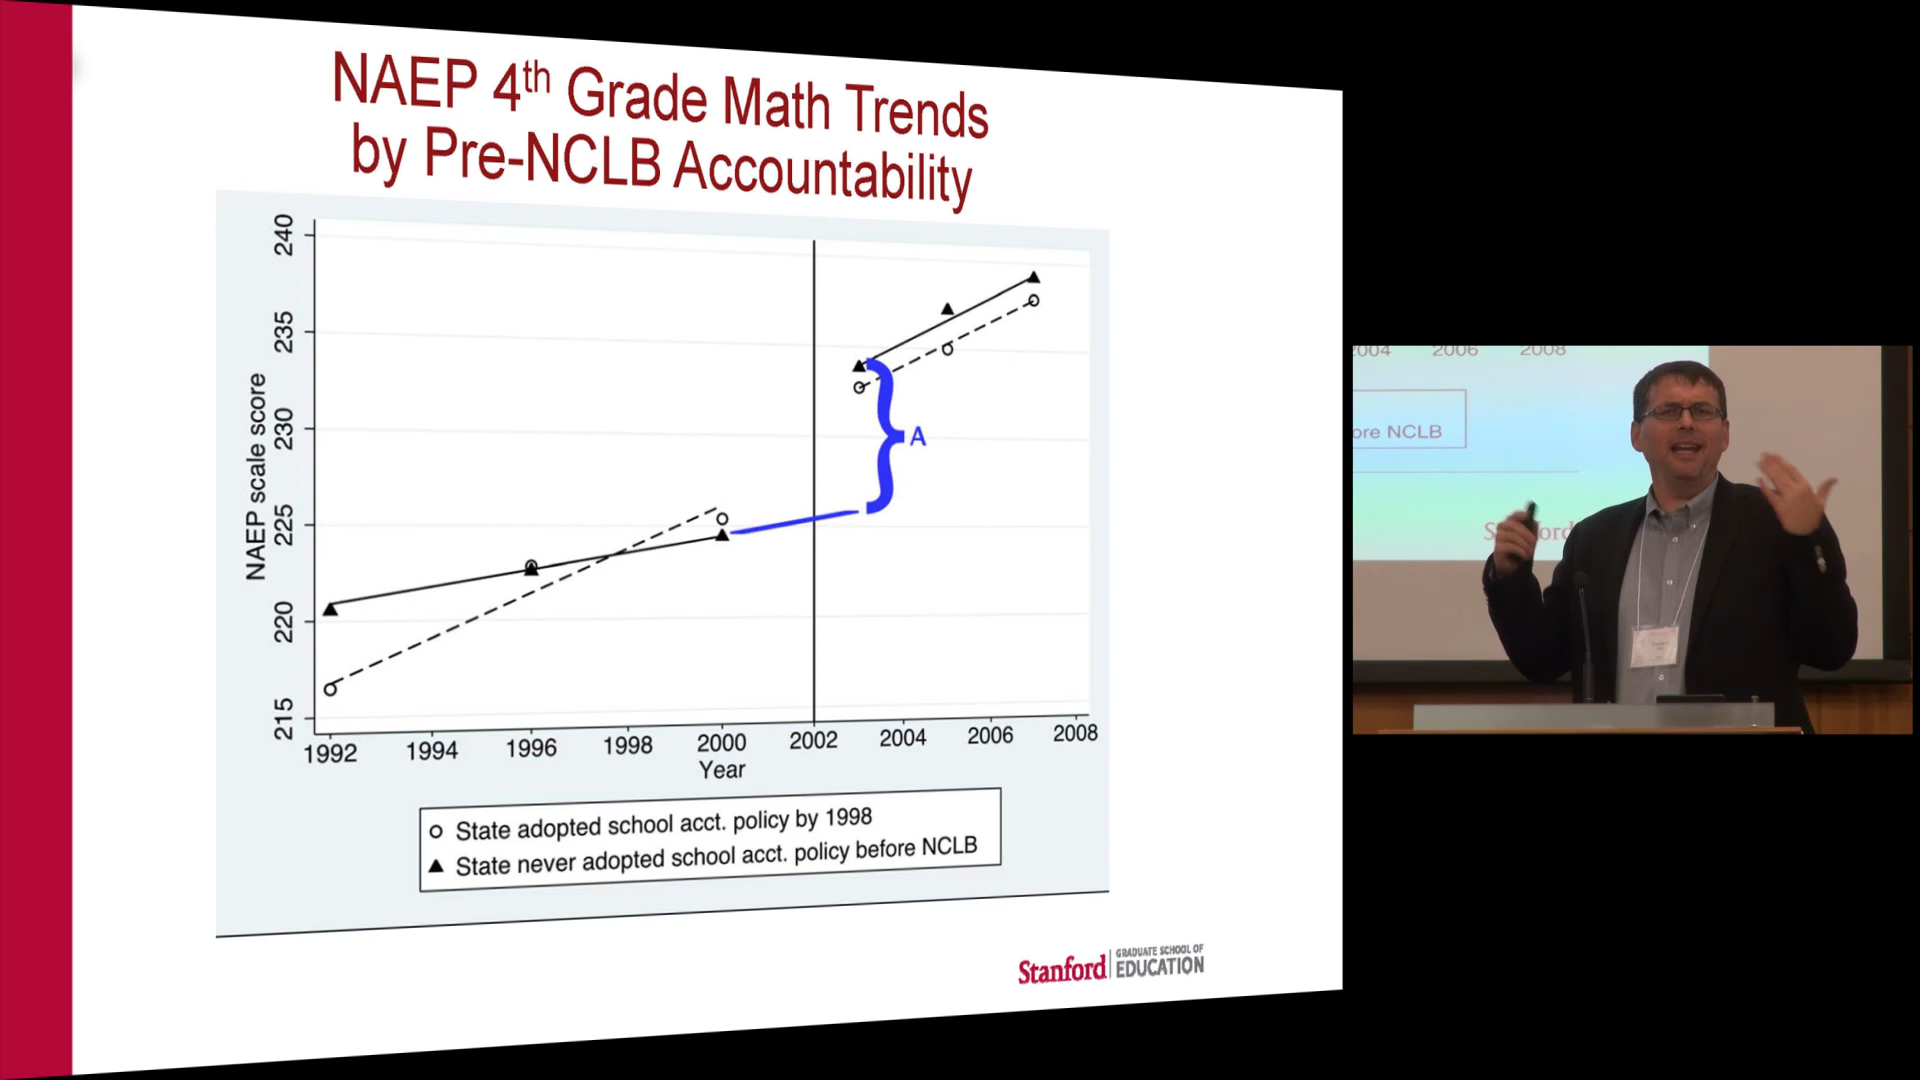 NAEP 4th Grade Math Trends
by Pre-NCLB Accountability
240
235
230
225
220
215
NAEP scale score
A
1992 1994 1996 1998 2000 2002 2004 2006 2008
Year
State adopted school acct. policy by 1998
State never adopted school acct. policy before NCLB
Stanford
GRADUATE SCHOOL OF
EDUCATION
2004 2006 2008
ore NCLB